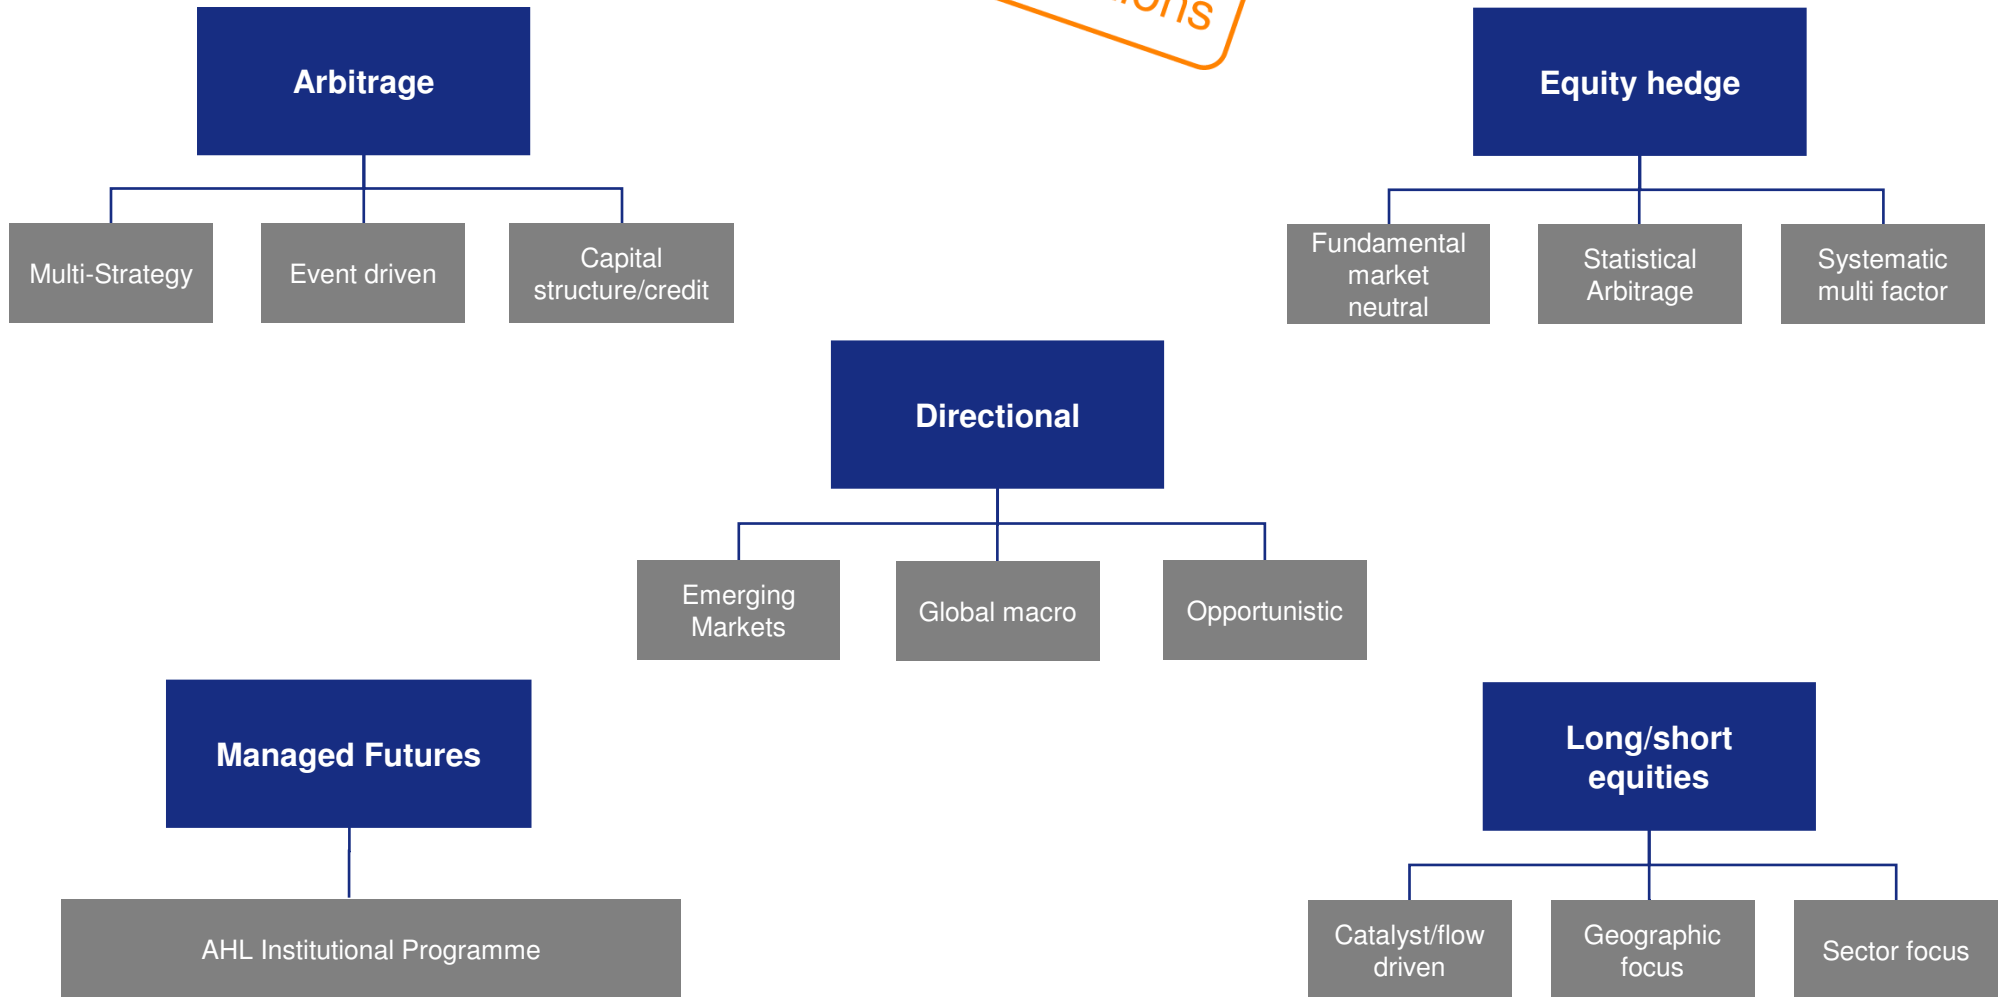 Arbitrage
Equity hedge
Multi-Strategy
Event driven
Capital
structure/credit
Fundamental
market
neutral
Statistical
Arbitrage
Systematic
multi factor
Directional
Emerging
Markets
Global macro
Opportunistic
Managed Futures
Long/short
equities
AHL Institutional Programme
Catalyst/flow
driven
Geographic
focus
Sector focus